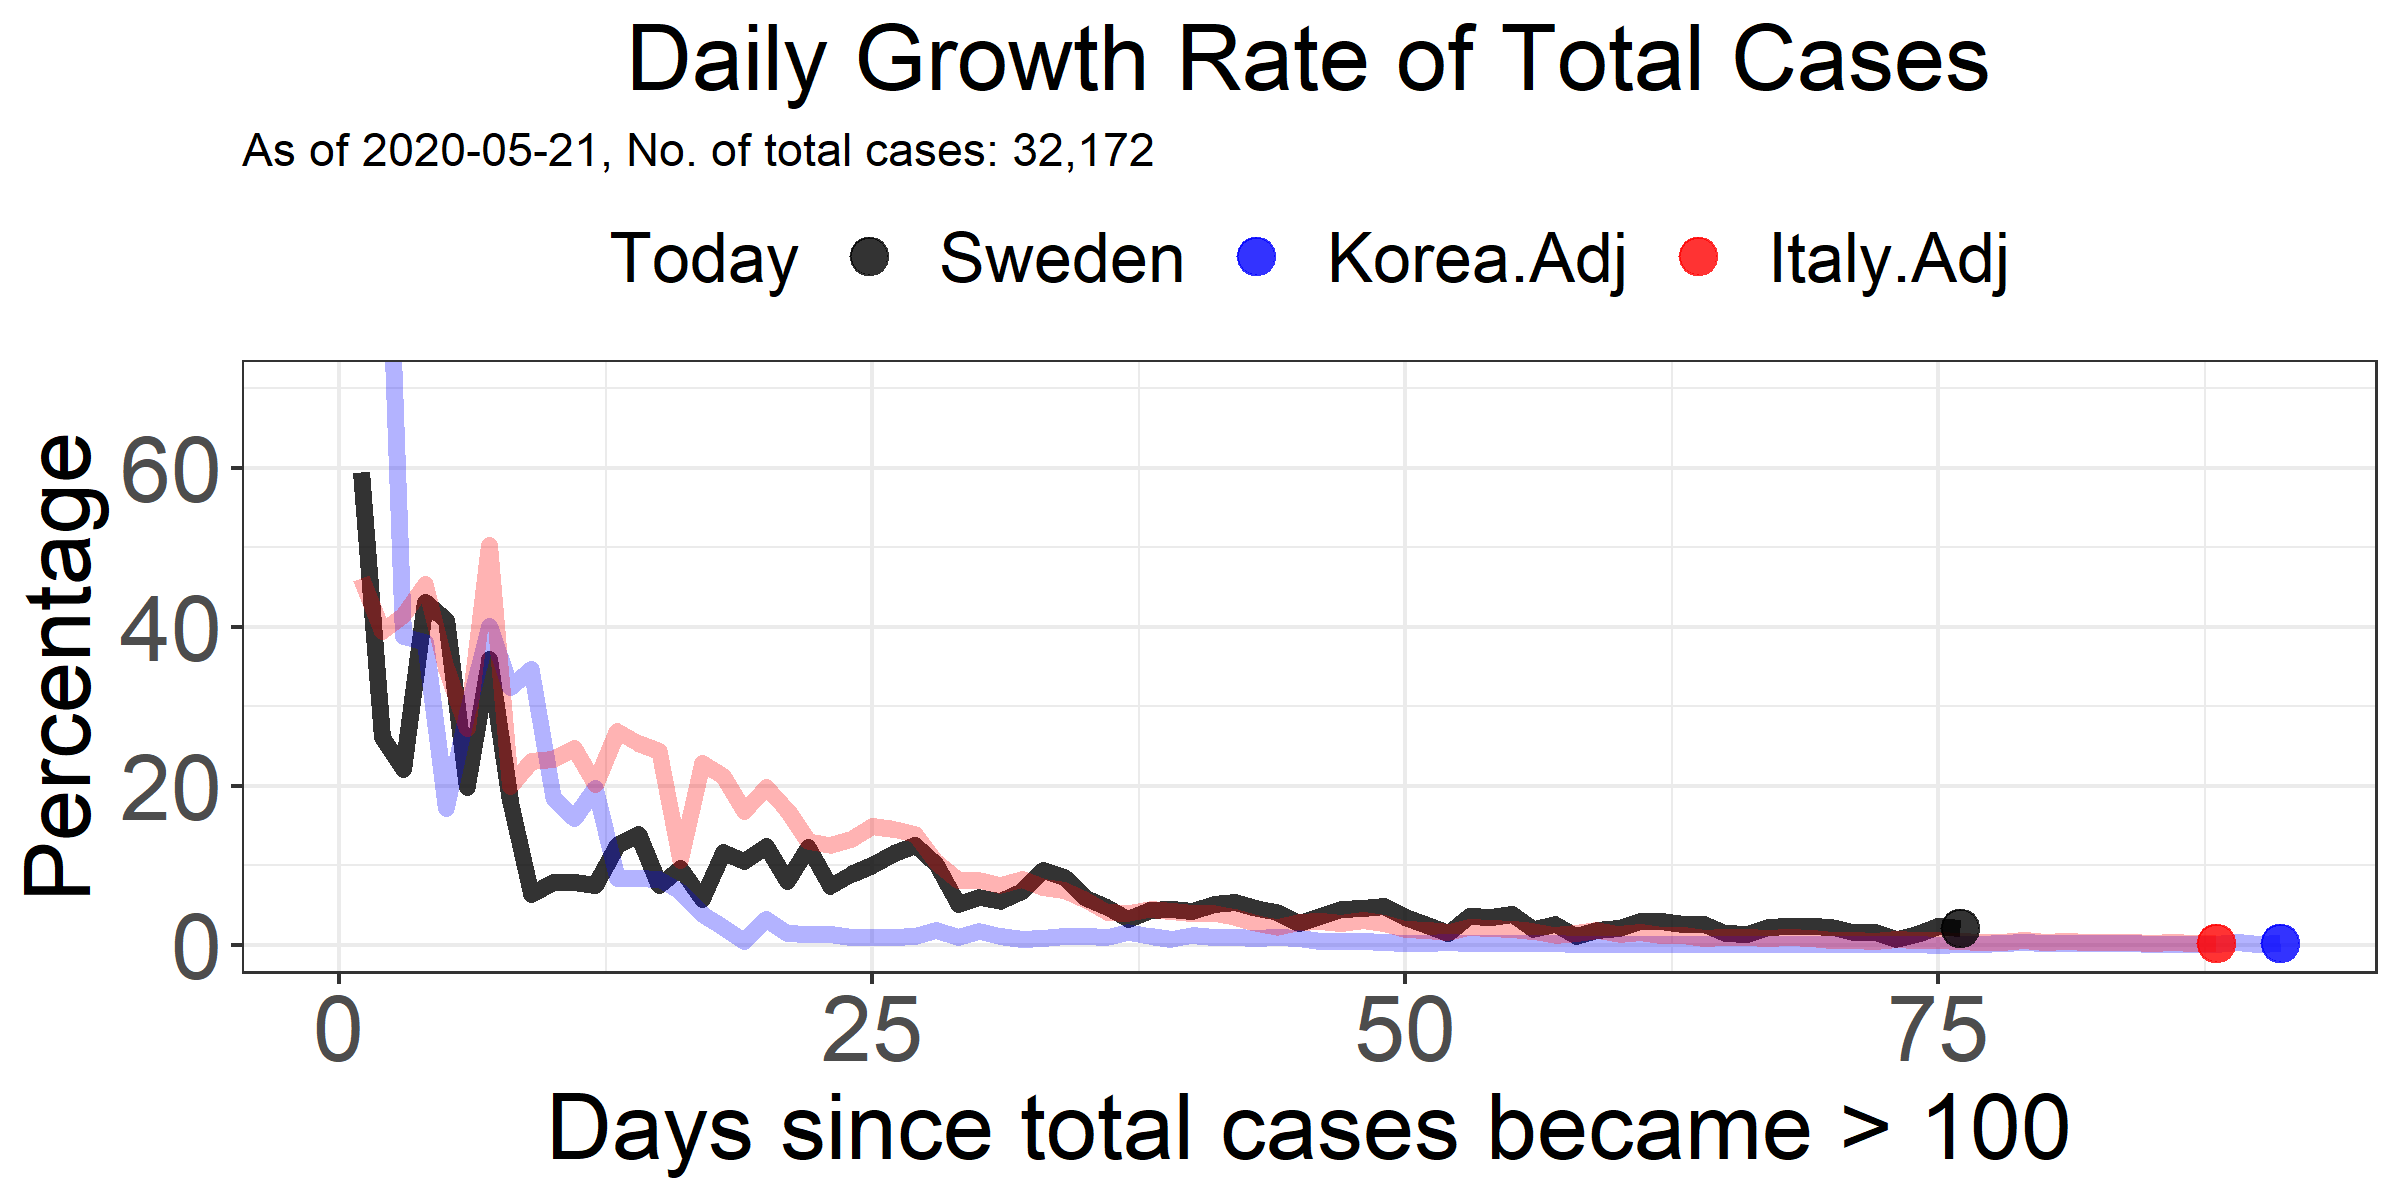 Daily Growth Rate of Total Cases
As of 2020-05-21, No. of total cases: 32,172
Today Sweden Korea.Adj Italy.Adj
Percentage
60
40
20
0
0 25 50 75
Days since total cases became > 100